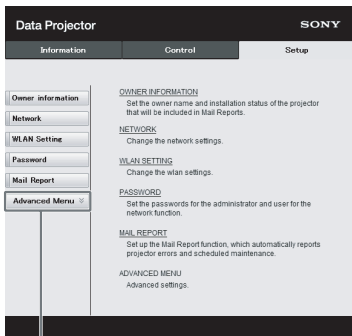 Data Projector
SONY
Information
Control
Setup
Owner information
Network
WLAN Setting
Password
Mail Report
Advanced Menu
OWNER INFORMATION
Set the owner name and installation status of the projector
that will be included in Mail Reports.
NETWORK
Change the network settings.
WLAN SETTING
Change the wlan settings.
PASSWORD
Set the passwords for the administrator and user for the
network function.
MAIL REPORT
Set up the Mail Report function, which automatically reports
projector errors and scheduled maintenance.
ADVANCED MENU
Advanced settings.